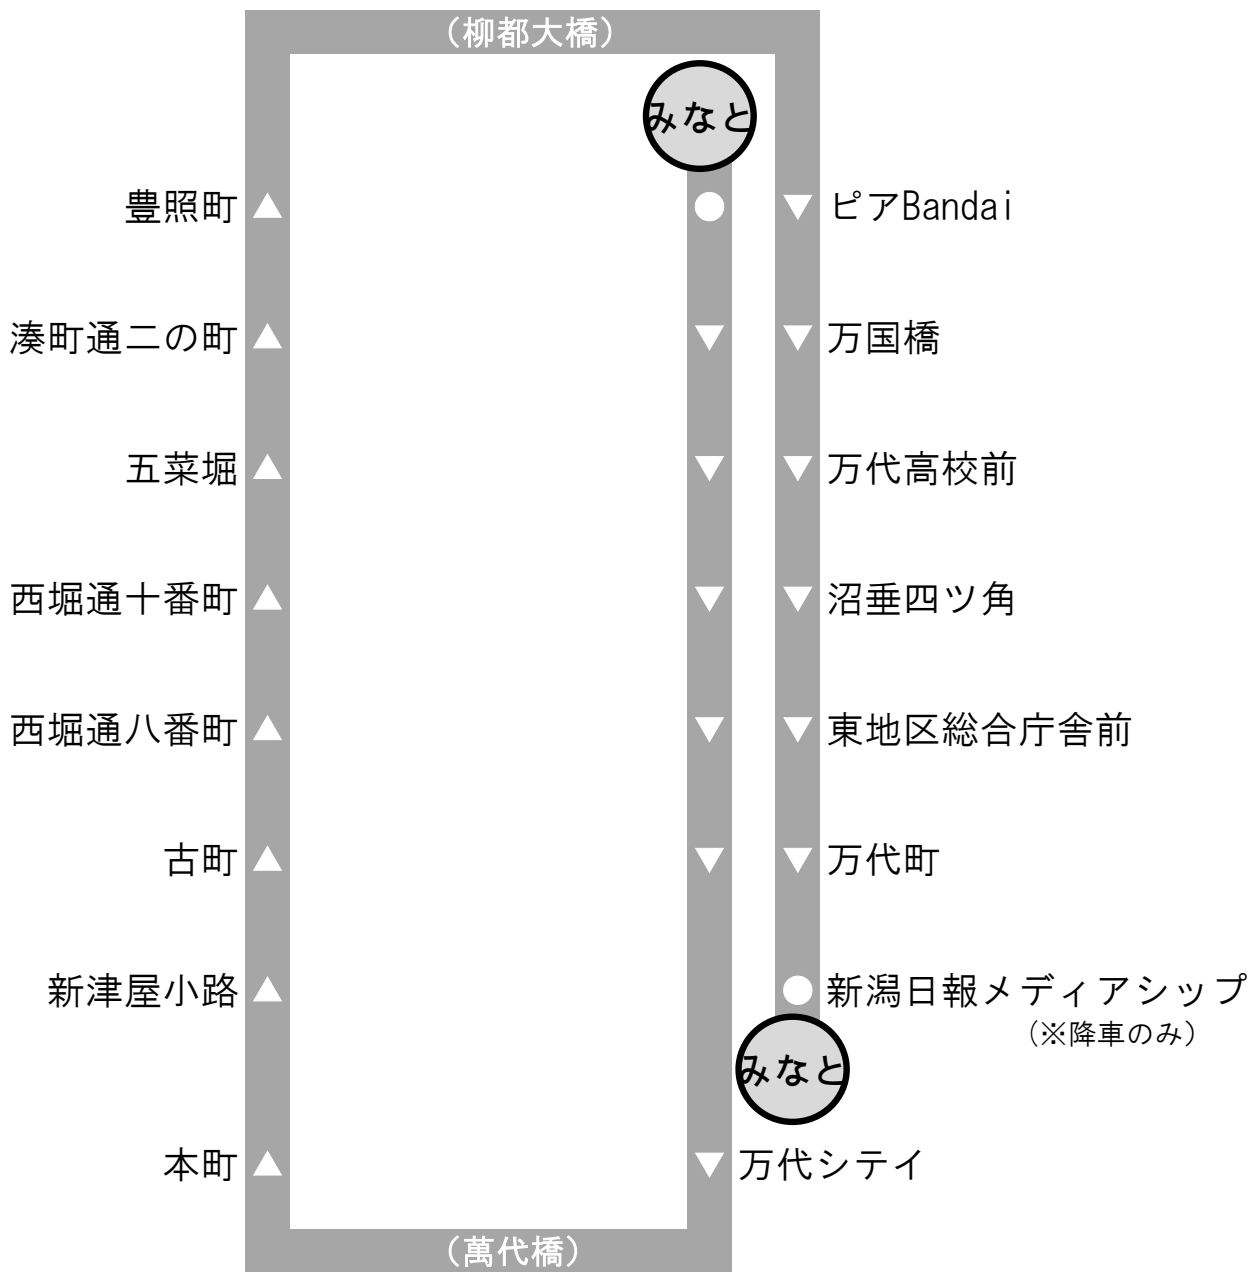 （柳都大橋）
みなと
豊照町
ピアBandai
湊町通二の町
万国橋
五菜堀
万代高校前
西堀通十番町
沼垂四ツ角
西堀通八番町
東地区総合庁舎前
古町
万代町
新津屋小路
新潟日報メディアシップ
（※降車のみ）
みなと
本町
万代シテイ
（萬代橋）